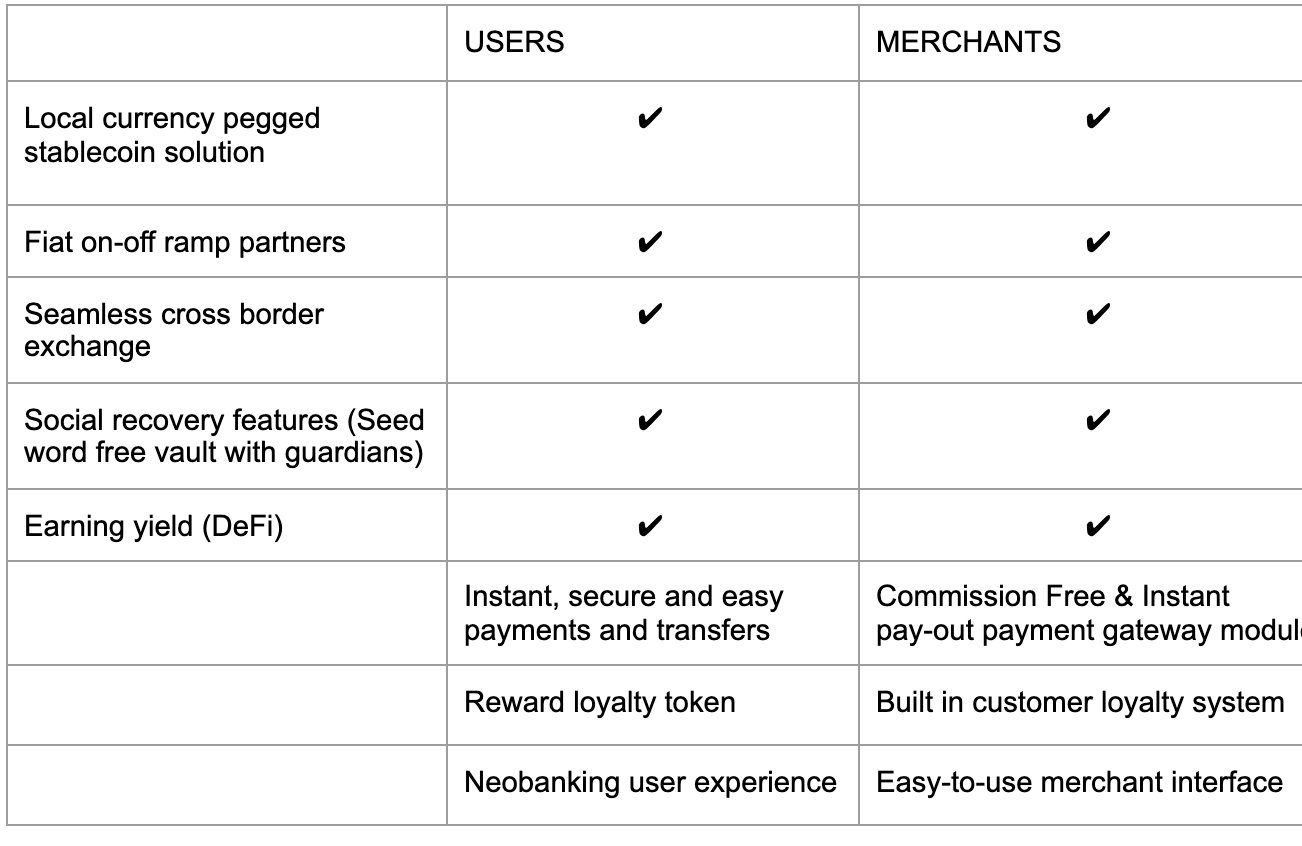 USERS
MERCHANTS
Local currency pegged
stablecoin solution
✔
✔
Fiat on-off ramp partners
✔
✔
Seamless cross border
exchange
✔
✔
Social recovery features (Seed
word free vault with guardians)
✔
✔
Earning yield (DeFi)
✔
✔
Instant, secure and easy
payments and transfers
Commission Free & Instant
pay-out payment gateway
Reward loyalty token
Built in customer loyalty system
Neobanking user experience
Easy-to-use merchant interface